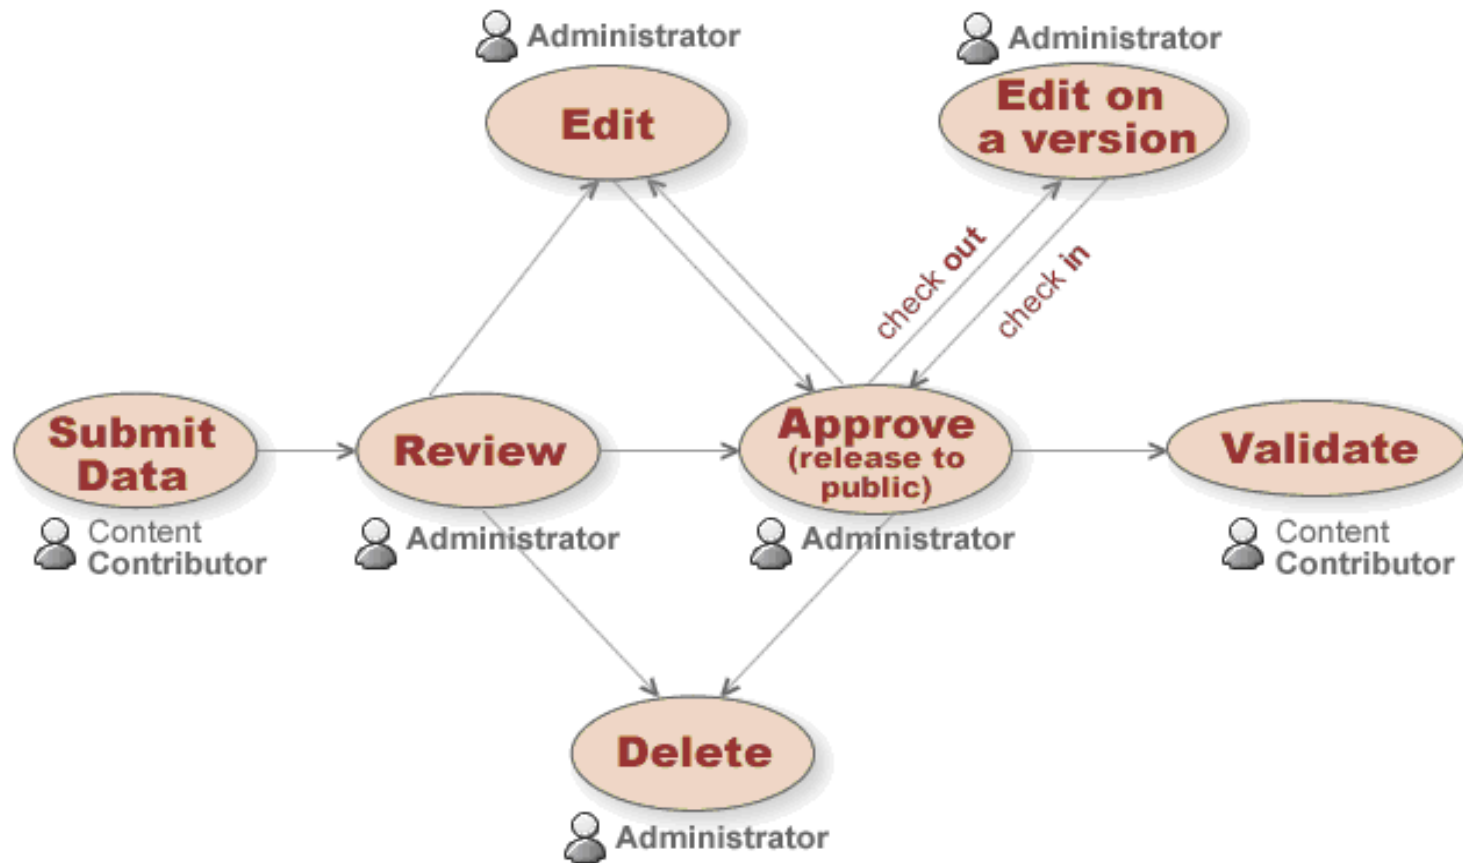 Administrator
Administrator
Edit
Edit on
a version
check out
check in
Submit
Data
Review
Approve
(release to
public)
Validate
Content
Contributor
Administrator
Administrator
Content
Contributor
Delete
Administrator